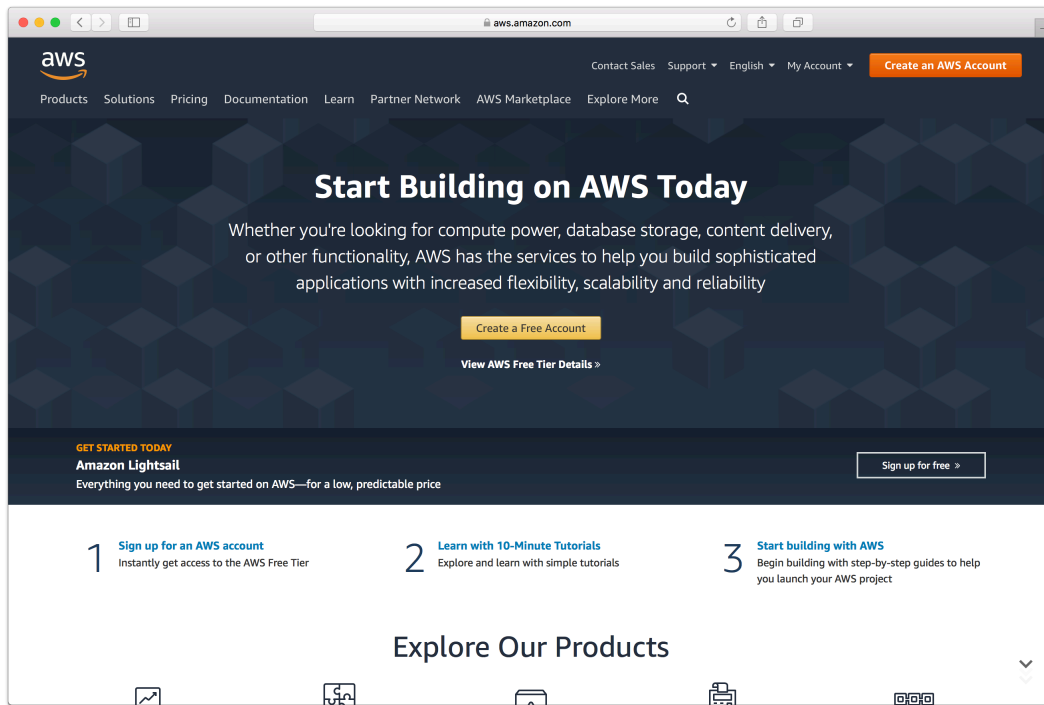 aws.amazon.com
aws
Contact Sales Support English My Account Create an AWS Account
Products Solutions Pricing Documentation Learn Partner Network AWS Marketplace Explore More
Start Building on AWS Today
Whether you're looking for compute power, database storage, content delivery,
or other functionality, AWS has the services to help you build sophisticated
applications with increased flexibility, scalability and reliability
Create a Free Account
View AWS Free Tier Details »
GET STARTED TODAY
Amazon Lightsail
Everything you need to get started on AWS—for a low, predictable price
Sign up for free »
1 Sign up for an AWS account
Instantly get access to the AWS Free Tier
2 Learn with 10-Minute Tutorials
Explore and learn with simple tutorials
3 Start building with AWS
Begin building with step-by-step guides to help
you launch your AWS project
Explore Our Products